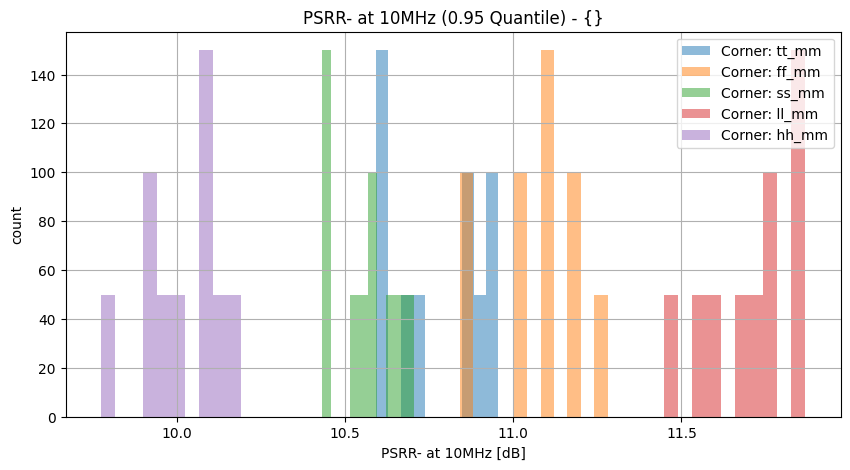 PSRR- at 10MHz (0.95 Quantile) - {}
Corner: tt_mm
Corner: ff_mm
Corner: ss_mm
Corner: ll_mm
Corner: hh_mm
count
140
120
100
80
60
40
20
0
10.0 10.5 11.0 11.5
PSRR- at 10MHz [dB]